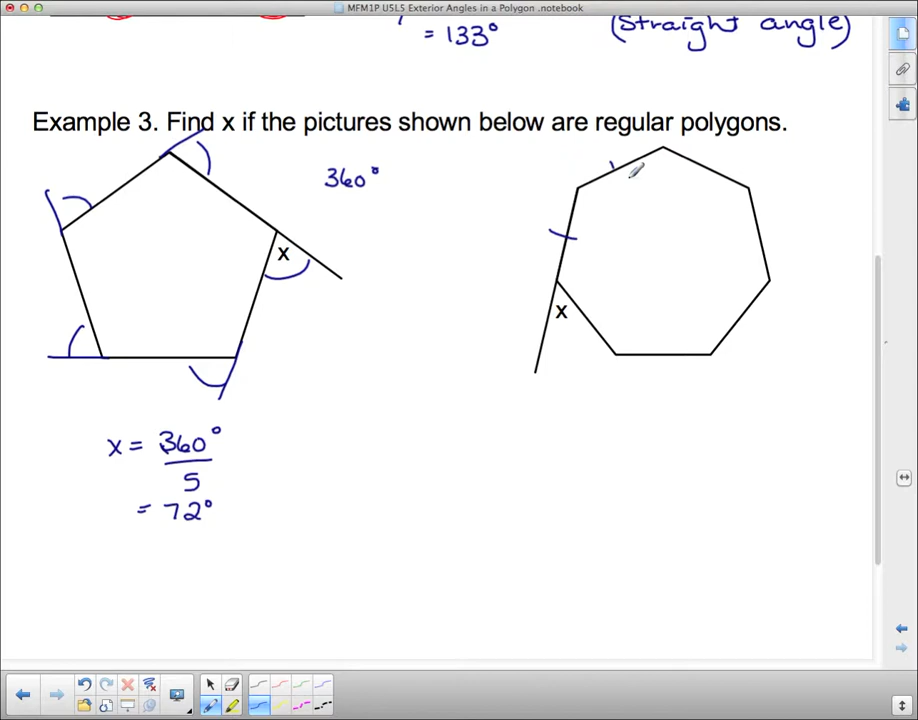 MFM1P U5L5 Exterior Angles in a Polygon .notebook
= 133°
(Straight angle)
Example 3. Find x if the pictures shown below are regular polygons.
360°
x
x
x = 360°
5
= 72°